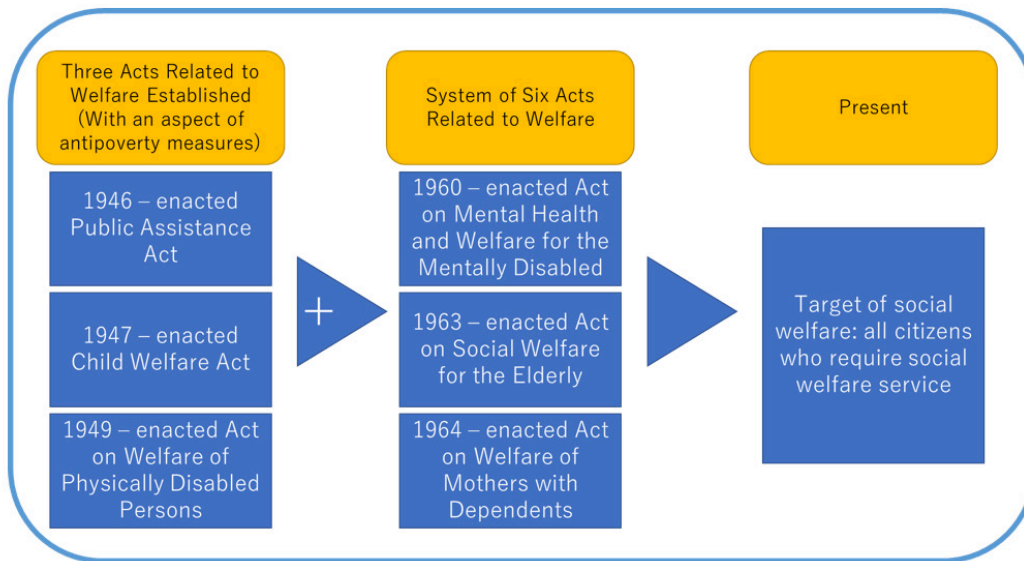 Three Acts Related to
Welfare Established
(With an aspect of
antipoverty measures)
1946 – enacted
Public Assistance
Act
1947 – enacted
Child Welfare Act
1949 – enacted Act
on Welfare of
Physically Disabled
Persons
+
System of Six Acts
Related to Welfare
1960 – enacted Act
on Mental Health
and Welfare for the
Mentally Disabled
1963 – enacted Act
on Social Welfare
for the Elderly
1964 – enacted Act
on Welfare of
Mothers with
Dependents
Present
Target of social
welfare: all citizens
who require social
welfare service